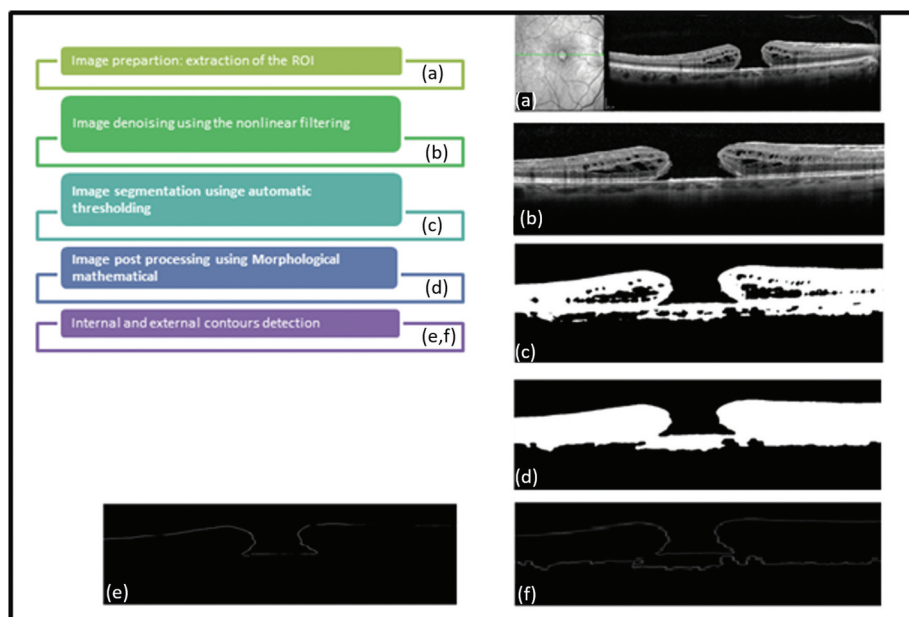 Image prepartion: extraction of the ROI
(a)
Image denoising using the nonlinear filtering
(b)
Image segmentation usinge automatic
thresholding
(c)
Image post processing using Morphological
mathematical
(d)
Internal and external contours detection
(e,f)
(a)
(b)
(c)
(d)
(e)
(f)